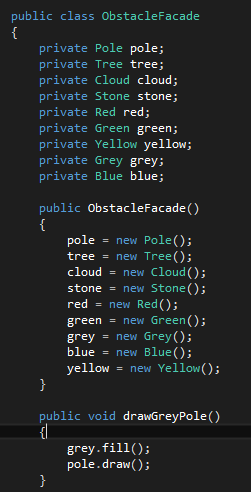 public class ObstacleFacade
{
    private Pole pole;
    private Tree tree;
    private Cloud cloud;
    private Stone stone;
    private Red red;
    private Green green;
    private Yellow yellow;
    private Grey grey;
    private Blue blue;

    public ObstacleFacade()
    {
        pole = new Pole();
        tree = new Tree();
        cloud = new Cloud();
        stone = new Stone();
        red = new Red();
        green = new Green();
        grey = new Grey();
        blue = new Blue();
        yellow = new Yellow();
    }

    public void drawGreyPole()
    {
        grey.fill();
        pole.draw();
    }